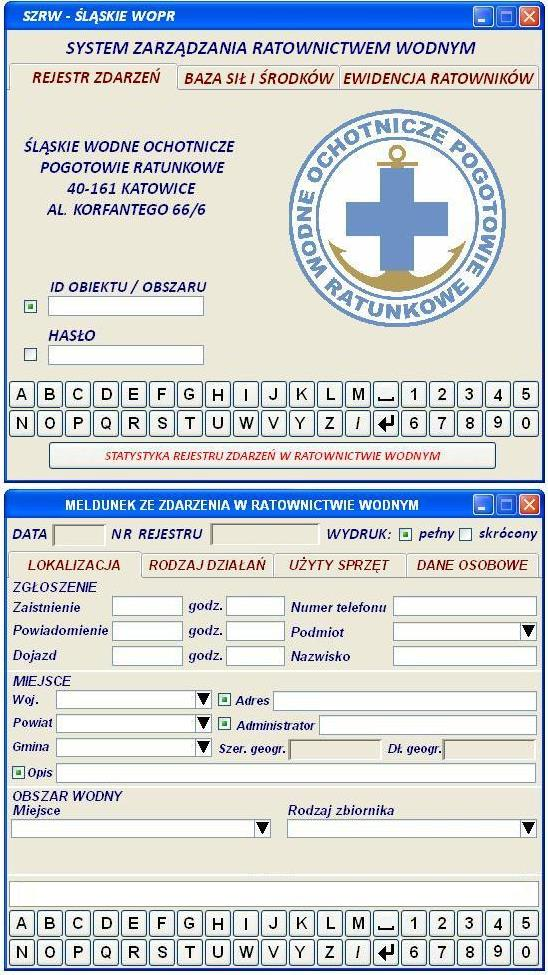 SZRW - ŚLĄSKIE WOPR
SYSTEM ZARZĄDZANIA RATOWNICTWEM WODNYM
REJESTR ZDARZEŃ BAZA SIŁ I ŚRODKÓW EWIDENCJA RATOWNIKÓW
ŚLĄSKIE WODNE OCHOTNICZE
POGOTOWIE RATUNKOWE
40-161 KATOWICE
AL. KORFANTEGO 66/6
WODNE OCHOTNICZE POGOTOWIE RATUNKOWE
ID OBIEKTU / OBSZARU
HASŁO
A B C D E F G H I J K L M 1 2 3 4 5
N O P Q R S T U W V Y Z / 6 7 8 9 0
STATYSTYKA REJESTRU ZDARZEŃ W RATOWNICTWIE WODNYM
MELDUNEK ZE ZDARZENIA W RATOWNICTWIE WODNYM
DATA NR REJESTRU WYDRUK: pełny skrócony
LOKALIZACJA RODZAJ DZIAŁAŃ UŻYTY SPRZĘT DANE OSOBOWE
ZGŁOSZENIE
Zaistnienie godz. Numer telefonu
Powiadomienie godz. Podmiot
Dojazd godz. Nazwisko
MIEJSCE
Woj. Adres
Powiat Administrator
Gmina Szer. geogr. Dł. geogr.
Opis
OBSZAR WODNY
Miejsce Rodzaj zbiornika
A B C D E F G H I J K L M 1 2 3 4 5
N O P Q R S T U W V Y Z / 6 7 8 9 0